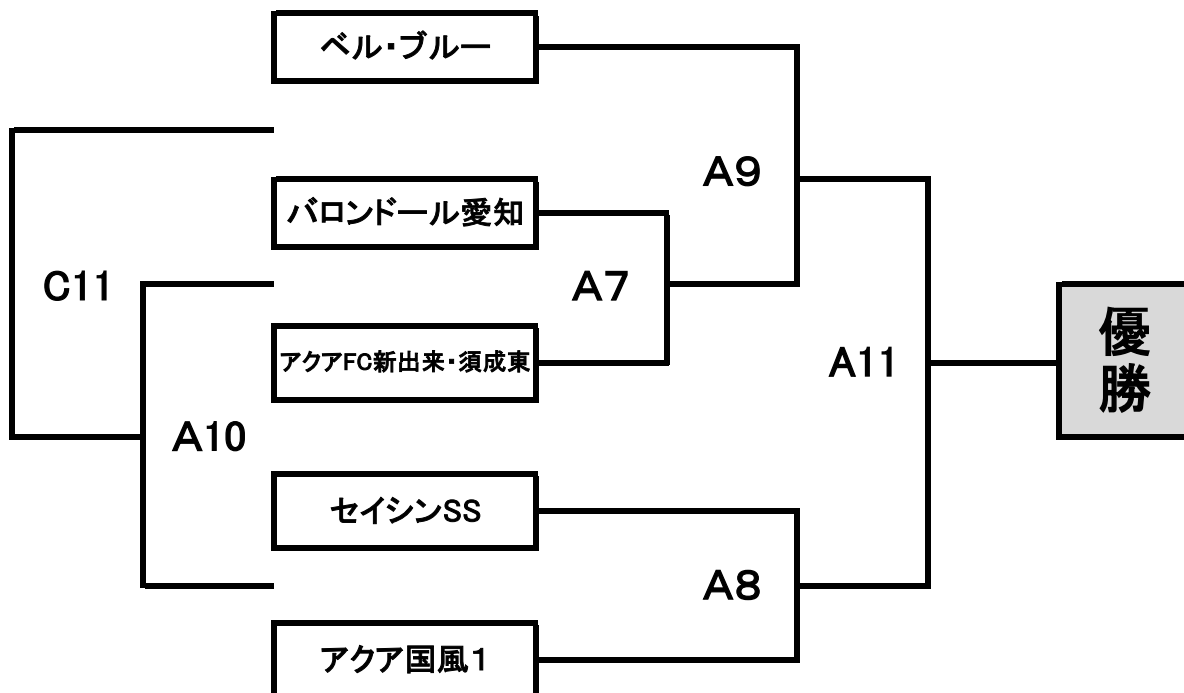 ベル・ブルー
A9
バロンドール愛知
C11
A7
アクアFC新出来・須成東
A11
優
勝
A10
セイシンSS
A8
アクア国風1